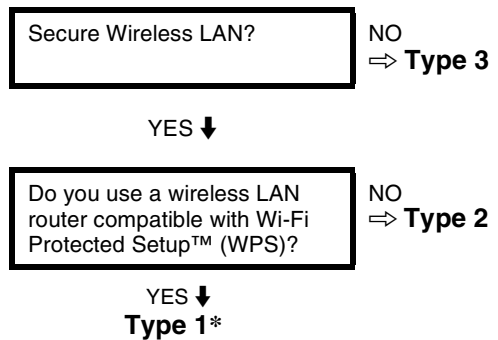 Secure Wireless LAN?
NO
⇨ Type 3
YES ⬇
Do you use a wireless LAN
router compatible with Wi-Fi
Protected Setup™ (WPS)?
NO
⇨ Type 2
YES ⬇
Type 1*